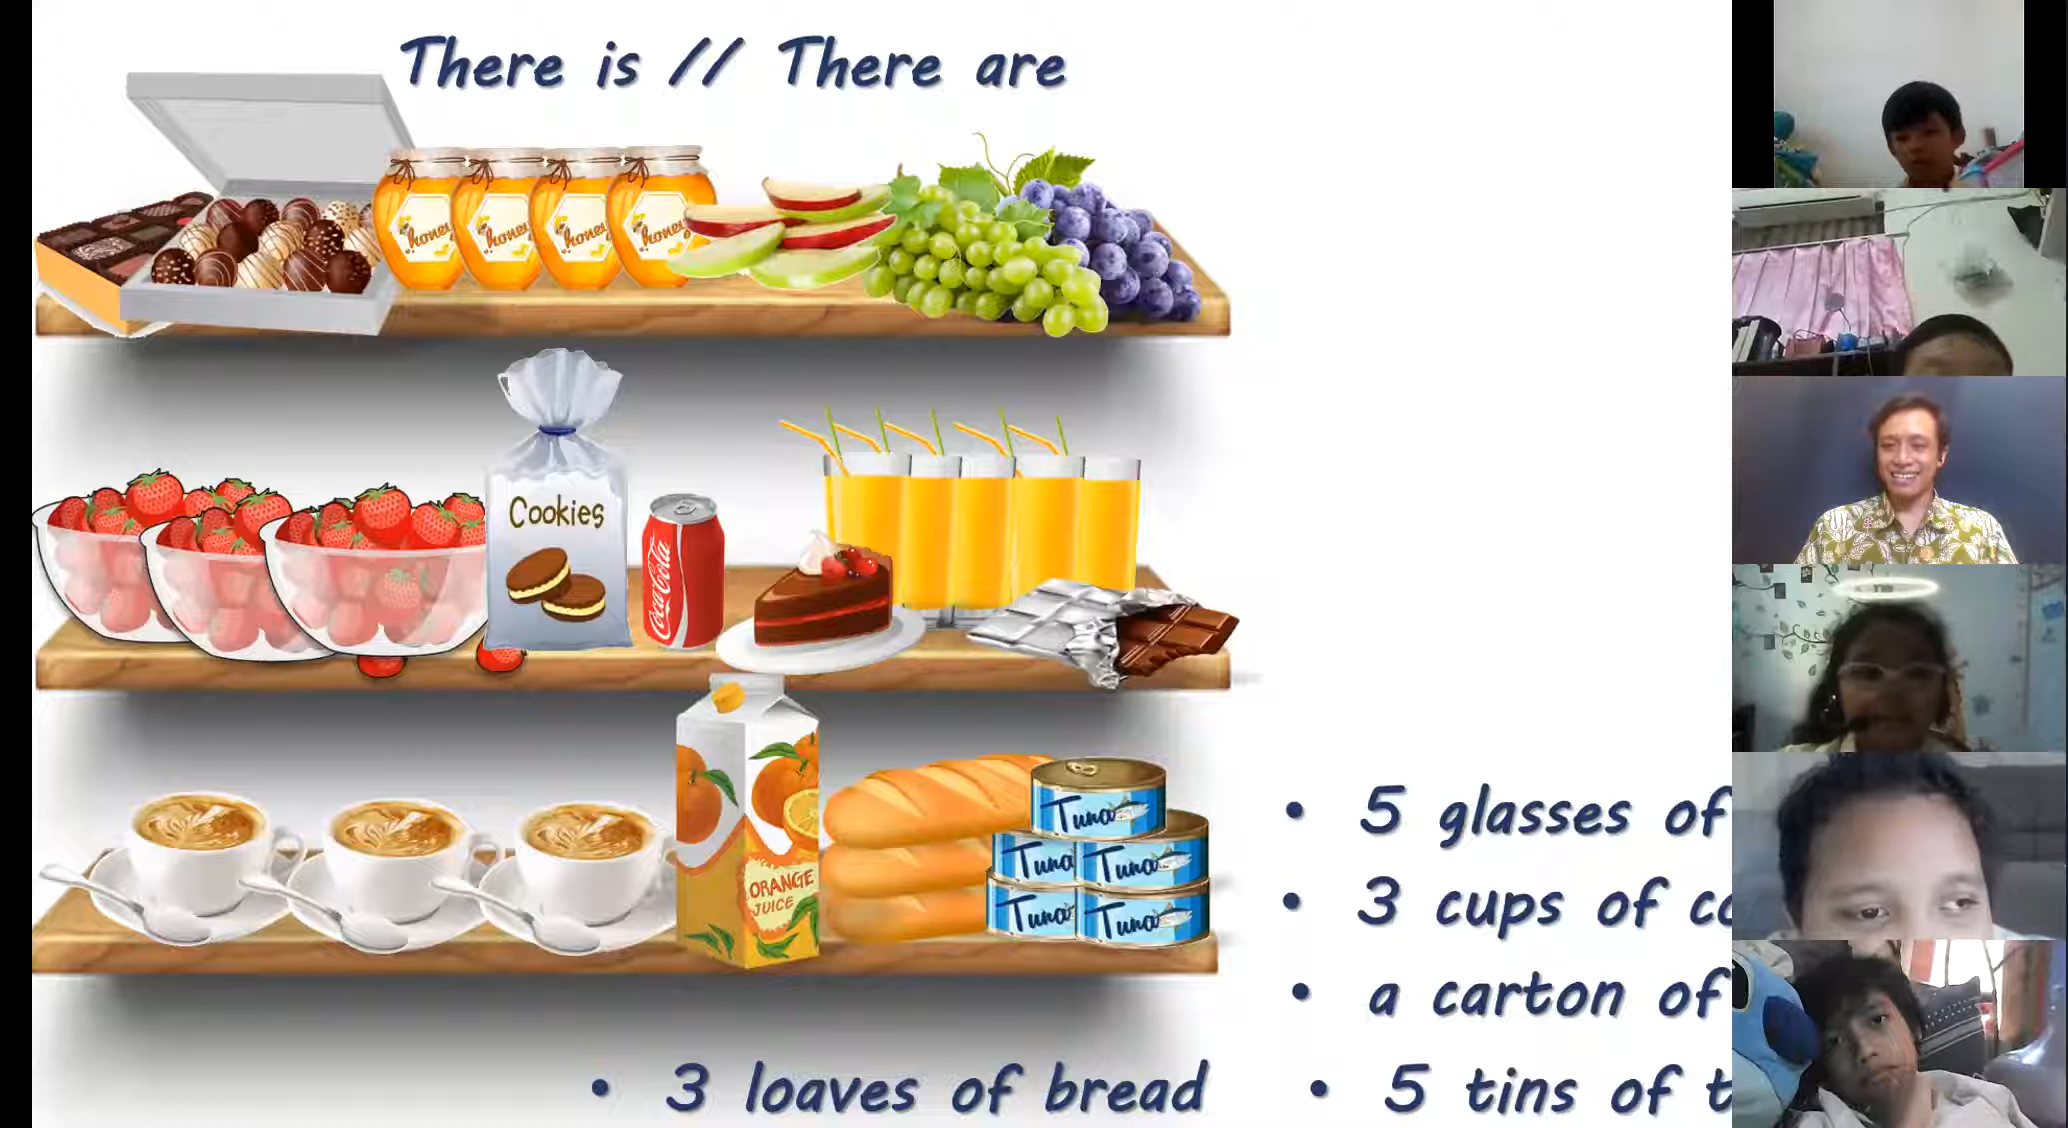 There is // There are
honey honey honey honey
Cookies
Coca-Cola
ORANGE
JUICE
Tuna
Tuna Tuna
Tuna Tuna
• 5 glasses of
• 3 cups of co
• a carton of
• 3 loaves of bread • 5 tins of t